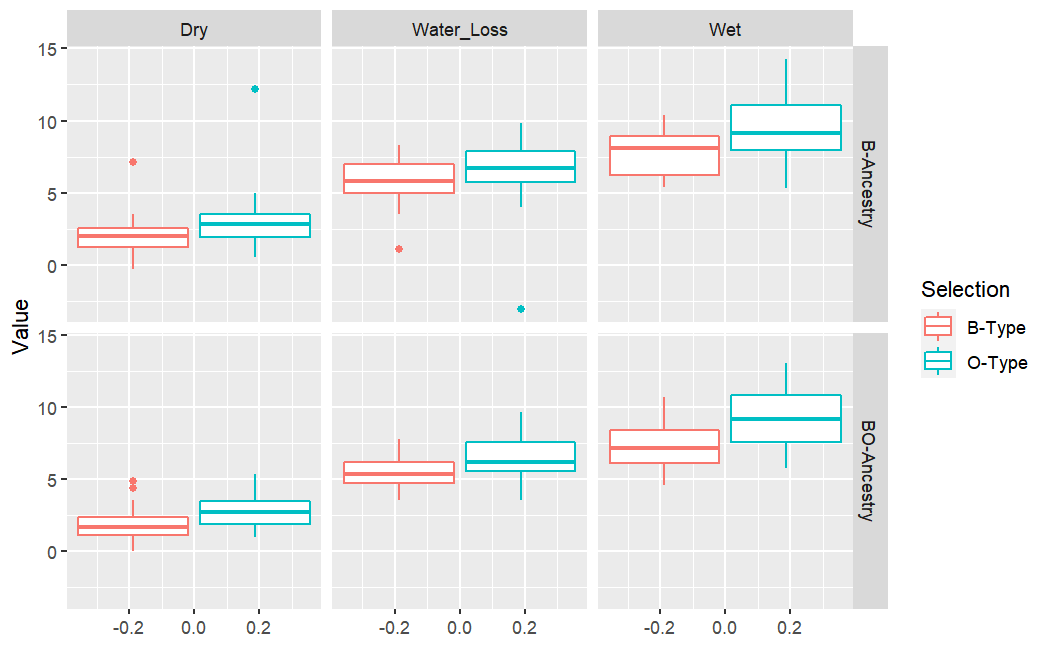 Dry
Water_Loss
Wet
15
10
5
0
B-Ancestry
Value
15
10
5
0
BO-Ancestry
-0.2 0.0 0.2
-0.2 0.0 0.2
-0.2 0.0 0.2
Selection
B-Type
O-Type